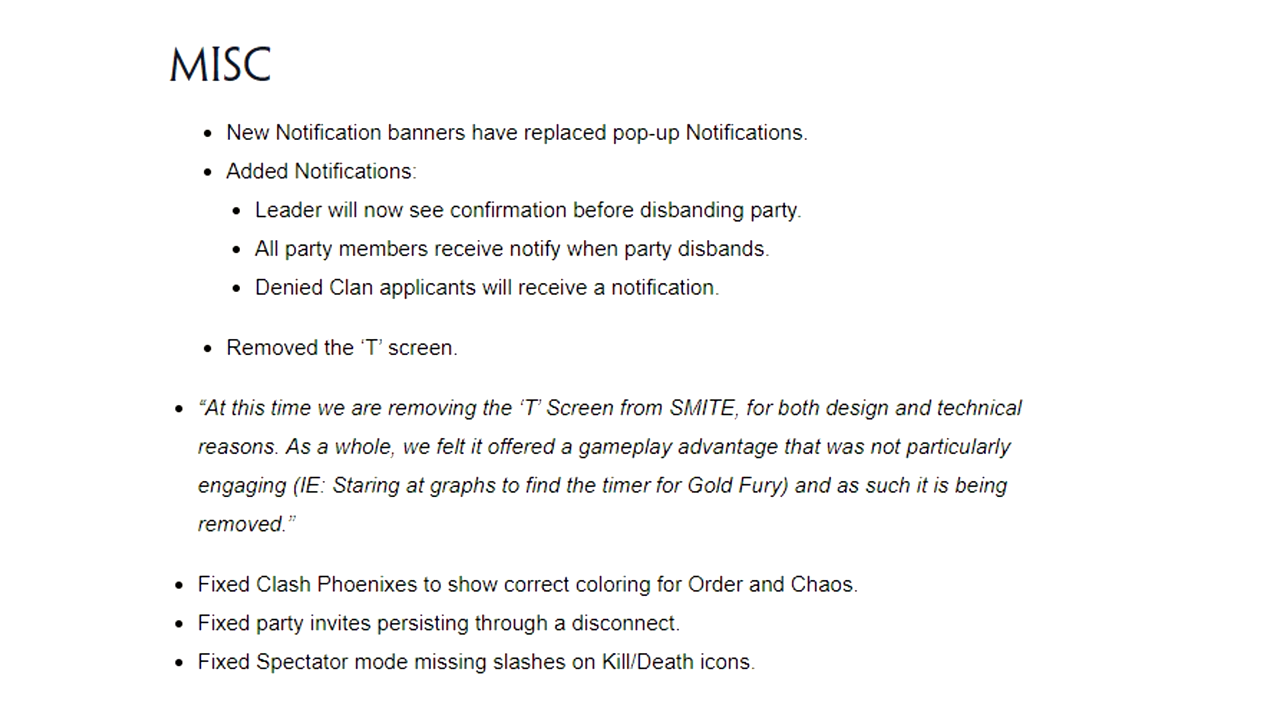 MISC
• New Notification banners have replaced pop-up Notifications.
• Added Notifications:
• Leader will now see confirmation before disbanding party.
• All party members receive notify when party disbands.
• Denied Clan applicants will receive a notification.
• Removed the ‘T’ screen.
• “At this time we are removing the ‘T’ Screen from SMITE, for both design and technical
reasons. As a whole, we felt it offered a gameplay advantage that was not particularly
engaging (IE: Staring at graphs to find the timer for Gold Fury) and as such it is being
removed.”
• Fixed Clash Phoenixes to show correct coloring for Order and Chaos.
• Fixed party invites persisting through a disconnect.
• Fixed Spectator mode missing slashes on Kill/Death icons.